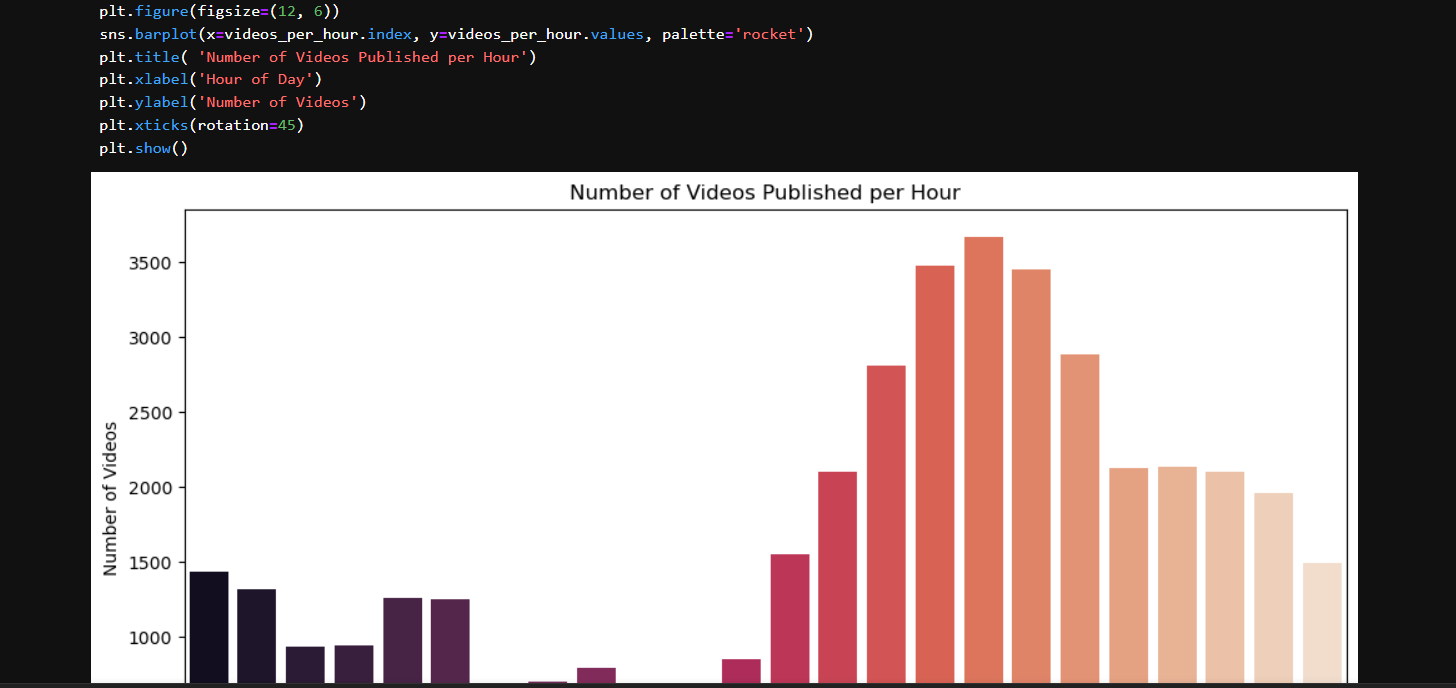 plt.figure(figsize=(12, 6))
sns.barplot(x=videos_per_hour.index, y=videos_per_hour.values, palette='rocket')
plt.title( 'Number of Videos Published per Hour')
plt.xlabel('Hour of Day')
plt.ylabel('Number of Videos')
plt.xticks(rotation=45)
plt.show()
Number of Videos Published per Hour
3500
3000
2500
2000
1500
1000
Number of Videos